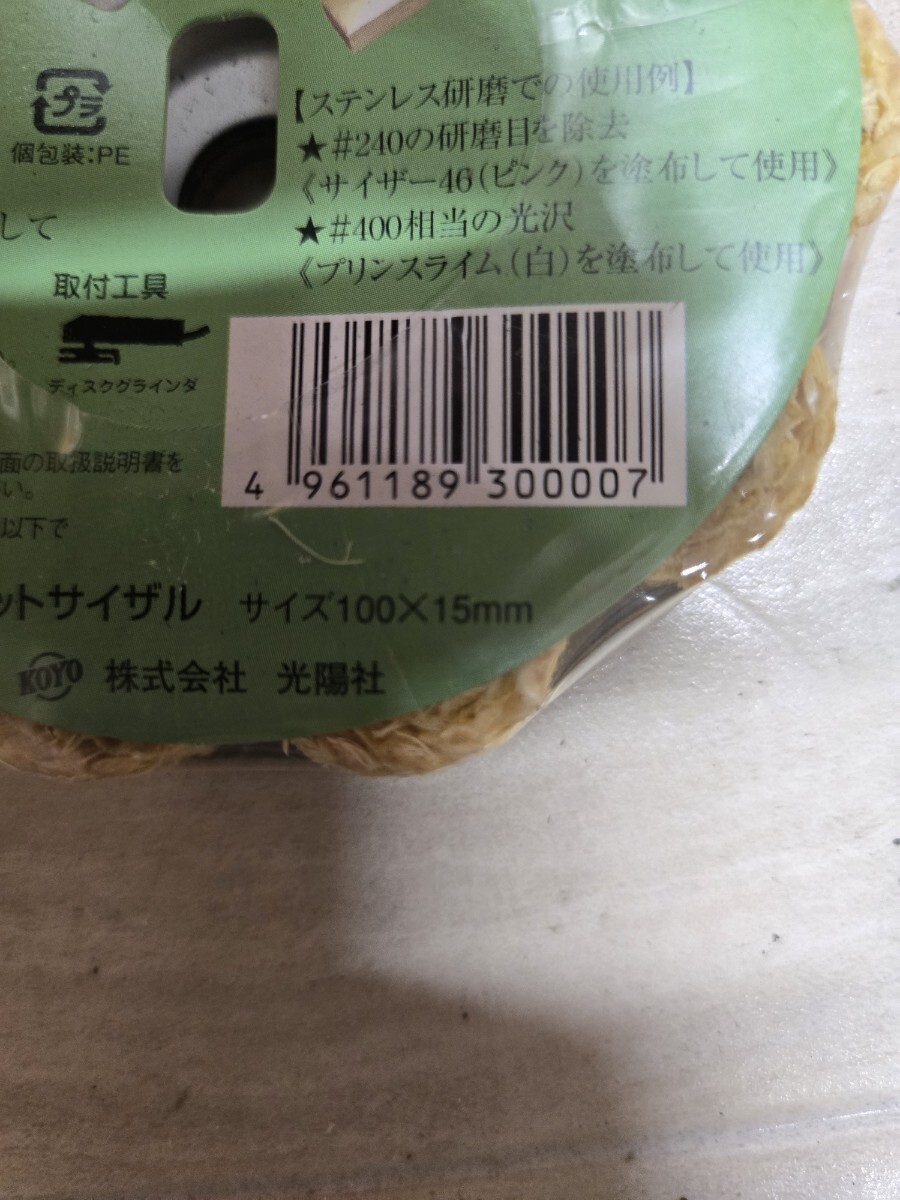 【ステンレス研磨での使用例】
★#240の研磨目を除去
《サイザー46(ピンク)を塗布して使用》
★#400相当の光沢
《プリンスライム(白)を塗布して使用》
プラ
個包装:PE
して
取付工具
ディスクグラインダ
4 961189 300007
面の取扱説明書を
い。
以下で
ットサイザル サイズ100×15mm
KOYO 株式会社 光陽社